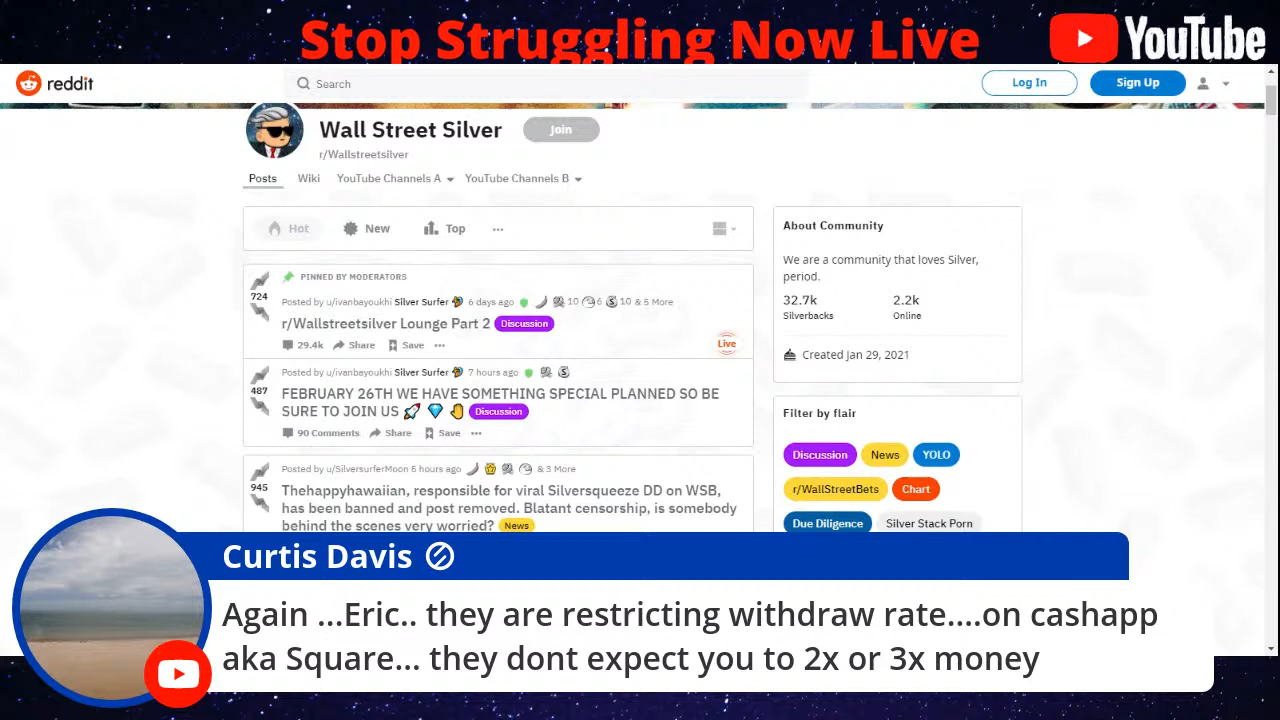 Stop Struggling Now Live
YouTube
reddit
Search
Log In
Sign Up
Wall Street Silver
Join
r/Wallstreetsilver
Posts
Wiki
YouTube Channels A
YouTube Channels B
Hot
New
Top
...
PINNED BY MODERATORS
724
Posted by u/ivanbayoukhi Silver Surfer 6 days ago 10 6 10 & 5 More
r/Wallstreetsilver Lounge Part 2 Discussion
29.4k Share Save ...
Live
Posted by u/ivanbayoukhi Silver Surfer 7 hours ago
487
FEBRUARY 26TH WE HAVE SOMETHING SPECIAL PLANNED SO BE
SURE TO JOIN US Discussion
90 Comments Share Save ...
Posted by u/SilversurferMoon 6 hours ago & 3 More
945
Thehappyhawaiian, responsible for viral Silversqueeze DD on WSB,
has been banned and post removed. Blatant censorship, is somebody
behind the scenes very worried? News
About Community
We are a community that loves Silver,
period.
32.7k 2.2k
Silverbacks Online
Created Jan 29, 2021
Filter by flair
Discussion News YOLO
r/WallStreetBets Chart
Due Diligence Silver Stack Porn
Curtis Davis
Again ...Eric.. they are restricting withdraw rate....on cashapp
aka Square... they dont expect you to 2x or 3x money